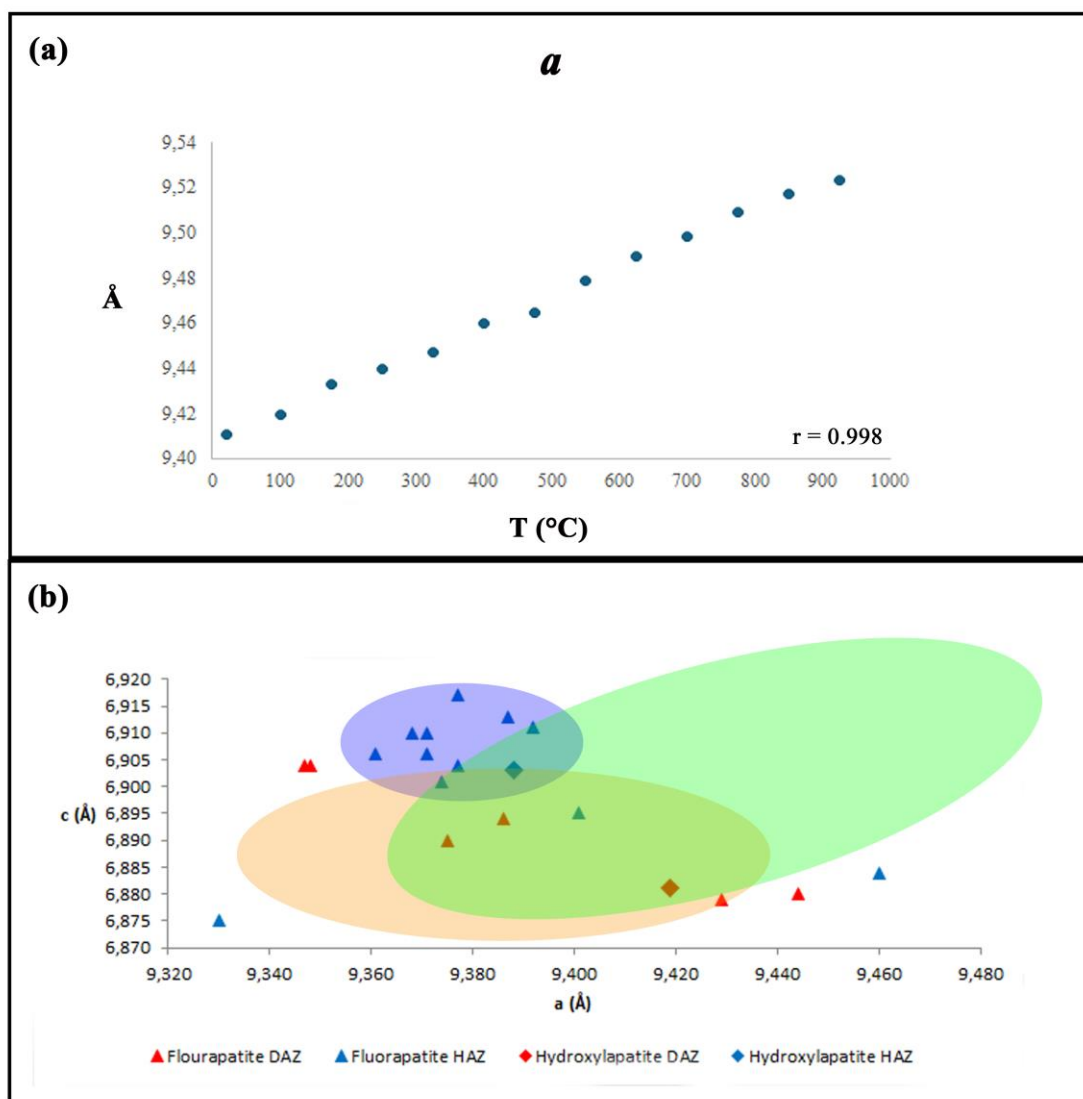 (a)
a
9,54
9,52
9,50
9,48
Å
9,46
9,44
9,42
9,40
r = 0.998
0 100 200 300 400 500 600 700 800 900 1000
T (°C)
(b)
6,920
6,915
6,910
6,905
6,900
c (Å)
6,895
6,890
6,885
6,880
6,875
6,870
9,320 9,340 9,360 9,380 9,400 9,420 9,440 9,460 9,480
a (Å)
Flourapatite DAZ Fluorapatite HAZ Hydroxylapatite DAZ Hydroxylapatite HAZ